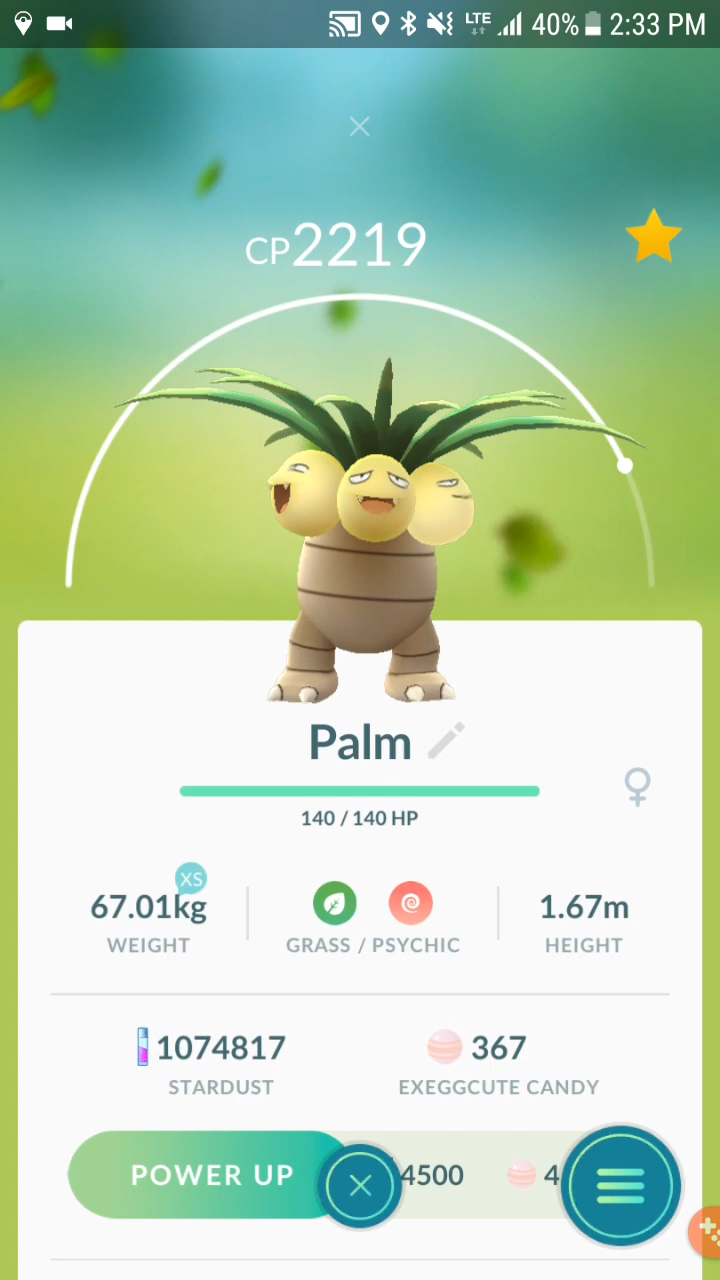 LTE 40% 2:33 PM
CP2219
Palm
140 / 140 HP
XS
67.01kg
WEIGHT
GRASS / PSYCHIC
1.67m
HEIGHT
1074817
STARDUST
367
EXEGGCUTE CANDY
POWER UP
4500
4